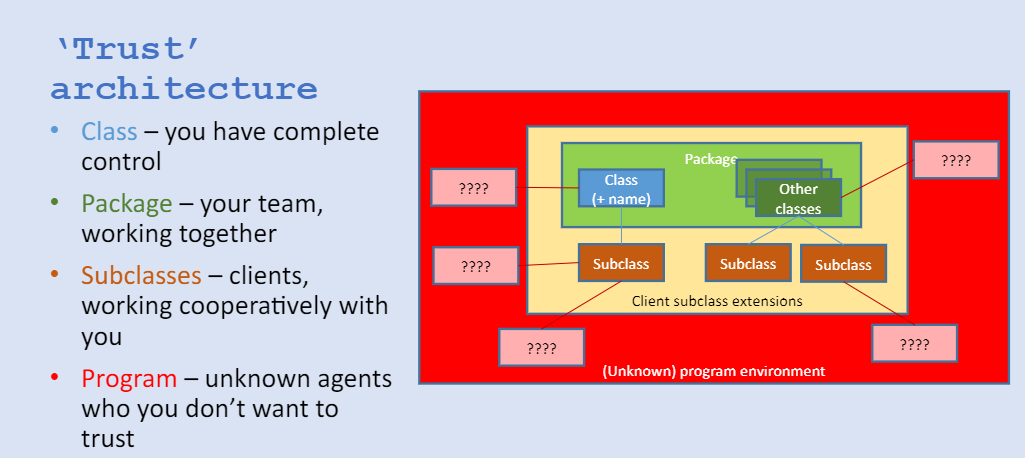 ‘Trust’
architecture
• Class – you have complete
control
• Package – your team,
working together
• Subclasses – clients,
working cooperatively with
you
• Program – unknown agents
who you don’t want to
trust
Package
????
????
Class
(+ name)
Other
classes
????
Subclass
Subclass
Subclass
Client subclass extensions
????
????
(Unknown) program environment